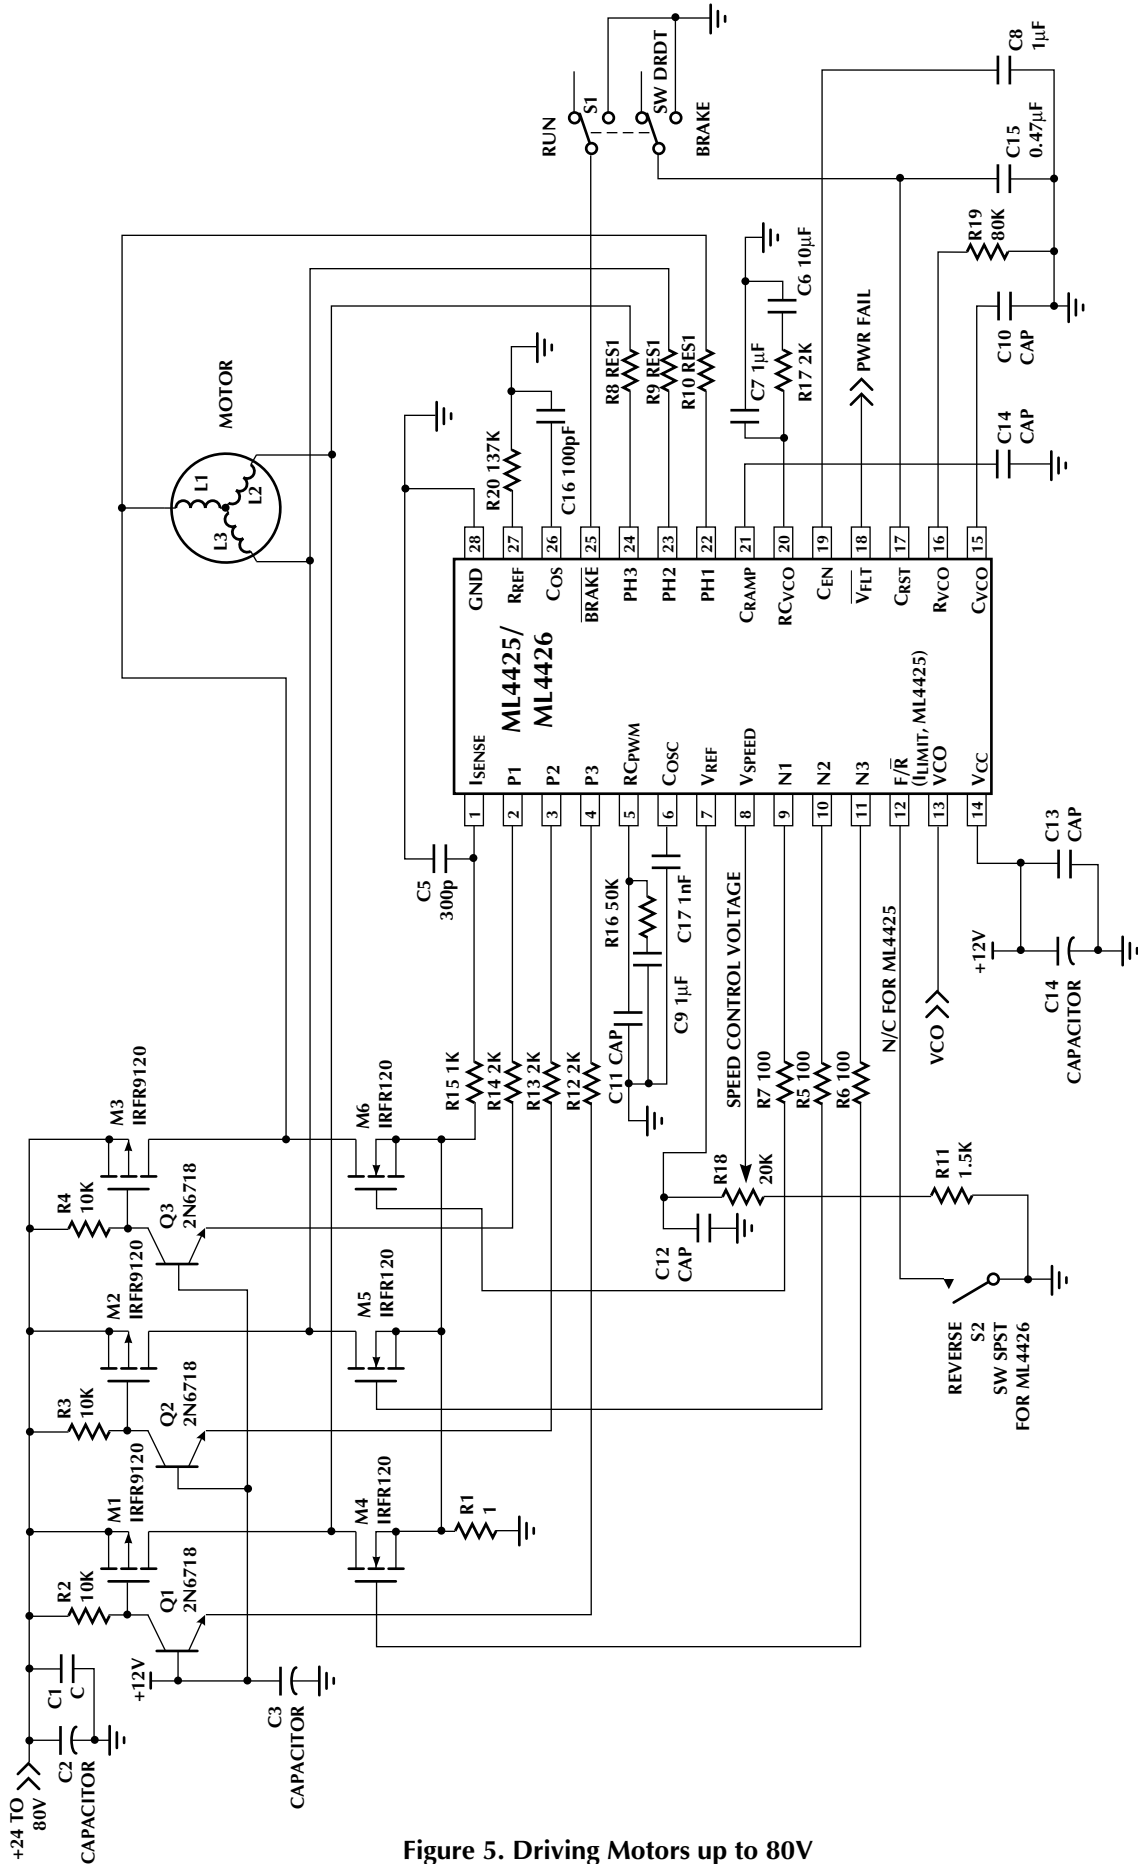 +24 TO
80V
C2
CAPACITOR
C1
C
+12V
C3
CAPACITOR
R2
10K
Q1
2N6718
M1
IRFR9120
R3
10K
Q2
2N6718
M2
IRFR9120
R4
10K
Q3
2N6718
M3
IRFR9120
M4
IRFR120
M5
IRFR120
M6
IRFR120
R1
1
MOTOR
L1
L2
L3
C5
300p
R15 1K
R14 2K
R13 2K
R12 2K
C11 CAP
R16 50K
C9 1µF
C17 1nF
SPEED CONTROL VOLTAGE
R18
20K
C12
CAP
R7 100
R5 100
R6 100
N/C FOR ML4425
R11
1.5K
REVERSE
S2
SW SPST
FOR ML4426
VCO
+12V
C14
CAPACITOR
C13
CAP
ML4425/
ML4426
1
ISENSE
2
P1
3
P2
4
P3
5
RCPWM
6
COSC
7
VREF
8
VSPEED
9
N1
10
N2
11
N3
12
F/R
(ILIMIT, ML4425)
13
VCO
14
VCC
28
GND
27
RREF
26
COS
25
BRAKE
24
PH3
23
PH2
22
PH1
21
CRAMP
20
RCVCO
19
CEN
18
VFLT
17
CRST
16
RVCO
15
CVCO
R20 137K
C16 100pF
R8 RES1
R9 RES1
R10 RES1
C7 1µF
R17 2K
C6 10µF
PWR FAIL
C14
CAP
C10
CAP
R19
80K
C15
0.47µF
C8
1µF
RUN
S1
SW DRDT
BRAKE
Figure 5. Driving Motors up to 80V